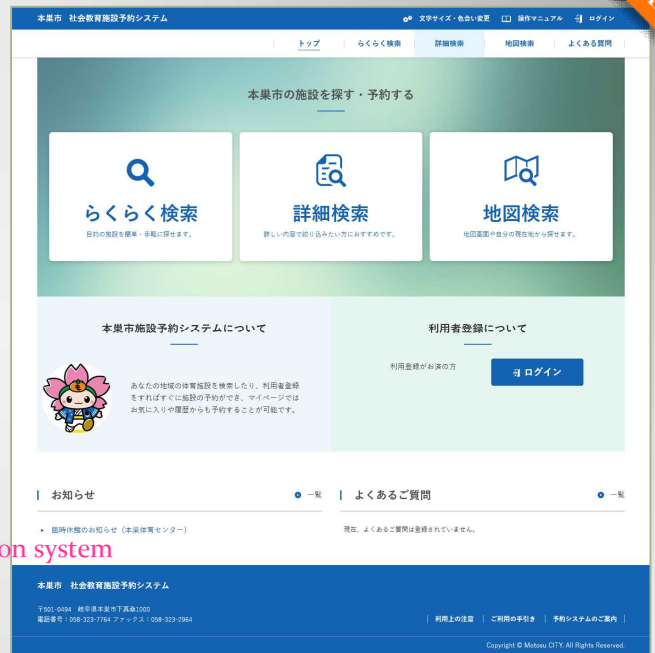 本巣市 社会教育施設予約システム
文字サイズ・色合い変更 操作マニュアル ログイン
トップ らくらく検索 詳細検索 地図検索 よくある質問
本巣市の施設を探す・予約する
らくらく検索
目的の施設を簡単・手軽に探せます。
詳細検索
詳しい内容で絞り込みたい方におすすめです。
地図検索
地図画面や自分の現在地から探せます。
本巣市施設予約システムについて
あなたの地域の体育施設を検索したり、利用者登録
をすればすぐに施設の予約ができ、マイページでは
お気に入りや履歴からも予約することが可能です。
利用者登録について
利用登録がお済の方
ログイン
お知らせ
一覧
よくあるご質問
一覧
臨時休館のお知らせ(本巣体育センター)
現在、よくあるご質問は登録されていません。
on system
本巣市 社会教育施設予約システム
〒501-0494 岐阜県本巣市下真桑1000
電話番号:058-323-7764 ファックス:058-323-2964
利用上の注意 ご利用の手引き 予約システムのご案内
Copyright © Motosu CITY. All Rights Reserved.